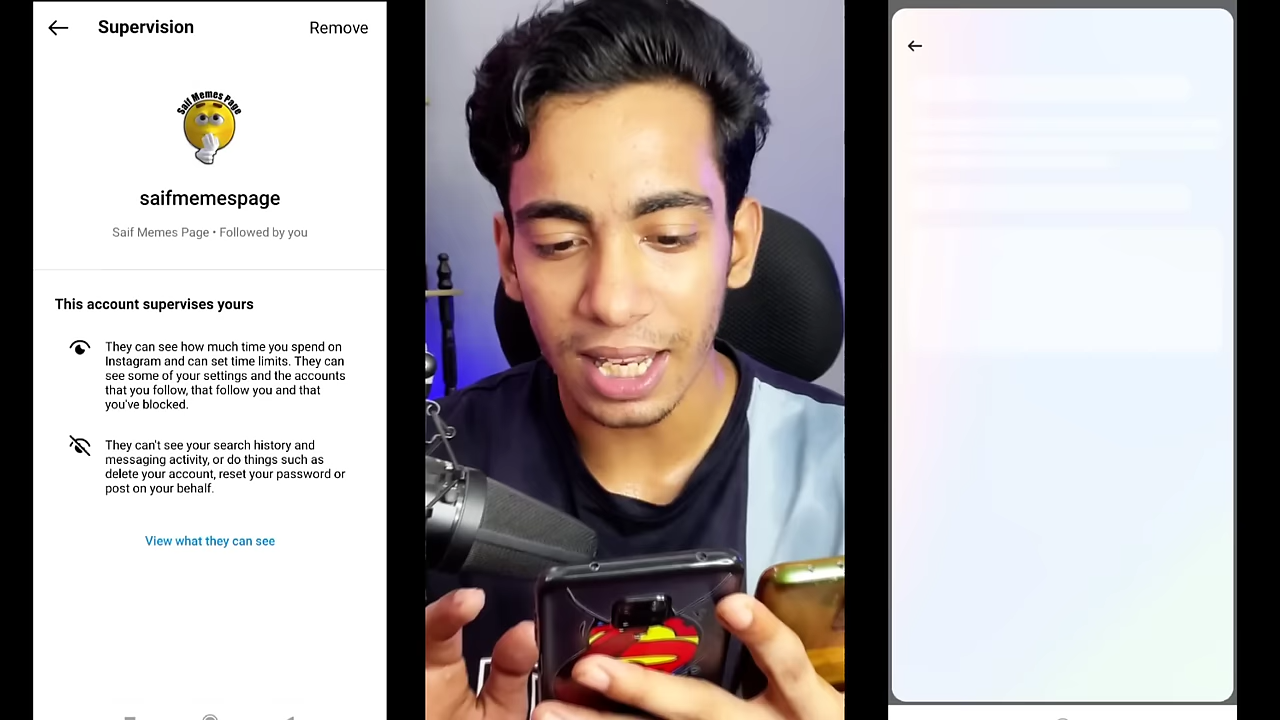 Supervision
Remove
Saif Memes Page
saifmemespage
Saif Memes Page • Followed by you
This account supervises yours
They can see how much time you spend on
Instagram and can set time limits. They can
see some of your settings and the accounts
that you follow, that follow you and that
you've blocked.
They can't see your search history and
messaging activity, or do things such as
delete your account, reset your password or
post on your behalf.
View what they can see